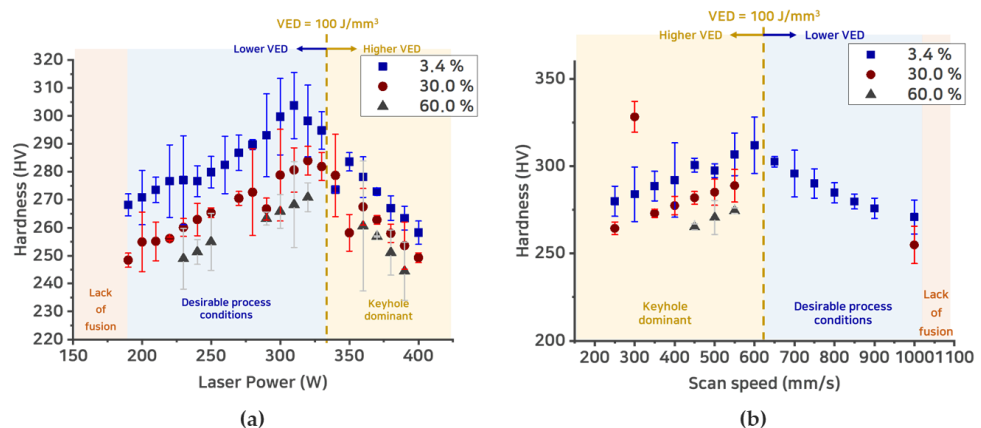 VED = 100 J/mm³
Lower VED
Higher VED
3.4 %
30.0 %
60.0 %
Hardness (HV)
320
310
300
290
280
270
260
250
240
230
220
Lack
of
fusion
Desirable process
conditions
Keyhole
dominant
150
200
250
300
350
400
Laser Power (W)
(a)
VED = 100 J/mm³
Higher VED
Lower VED
3.4 %
30.0 %
60.0 %
Hardness (HV)
350
300
250
200
Keyhole
dominant
Desirable process
conditions
Lack
of
fusion
200
300
400
500
600
700
800
900
1000
1100
Scan speed (mm/s)
(b)